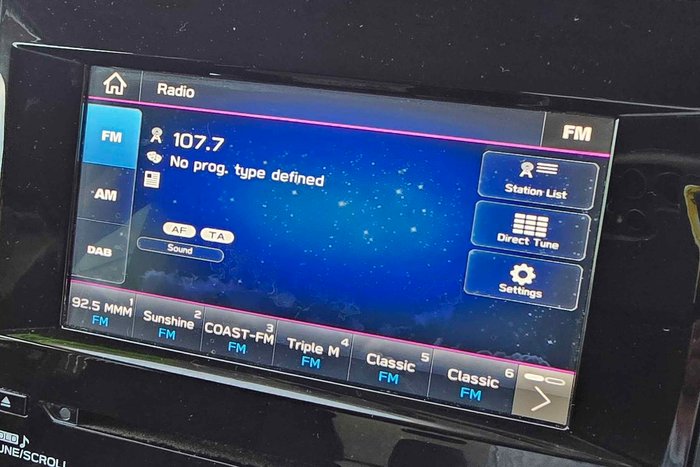 Radio
FM
FM
107.7
No prog. type defined
Station List
AM
AF
TA
Direct Tune
DAB
Sound
Settings
1
92.5 MMM
FM
2
Sunshine
FM
3
COAST-FM
FM
4
Triple M
FM
5
Classic
FM
6
Classic
FM
UNE/SCROLL